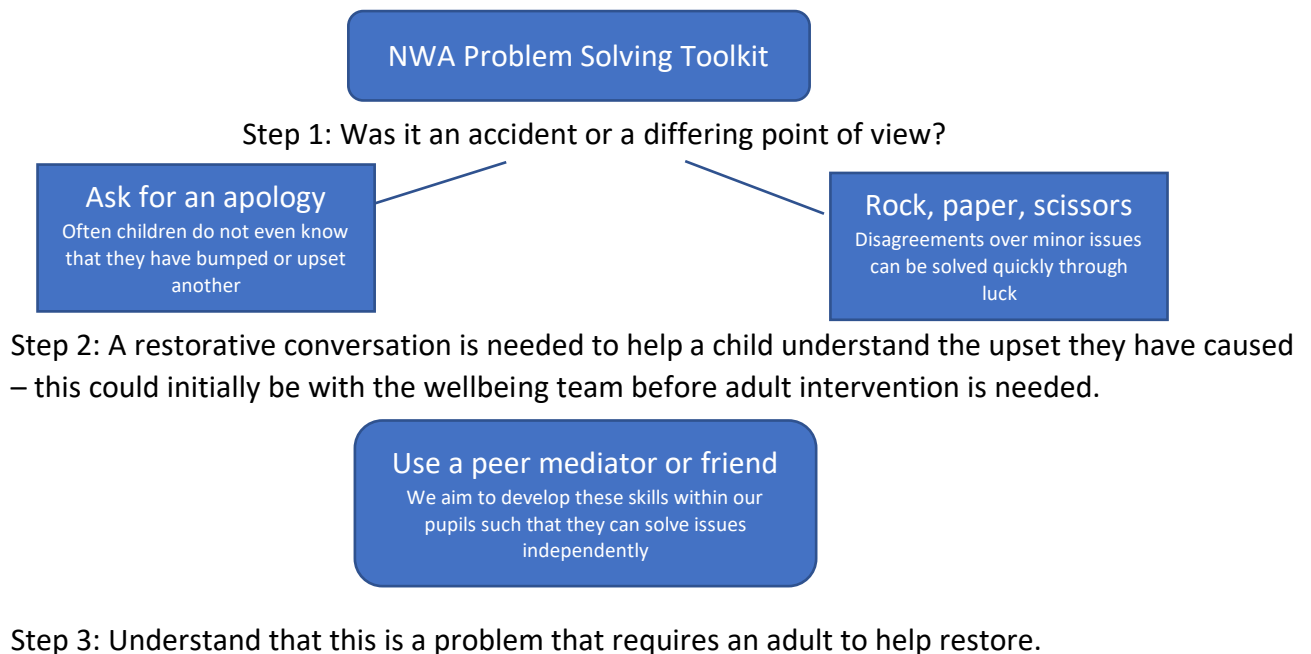 NWA Problem Solving Toolkit
Step 1: Was it an accident or a differing point of view?
Ask for an apology
Often children do not even know
that they have bumped or upset
another
Rock, paper, scissors
Disagreements over minor issues
can be solved quickly through
luck
Step 2: A restorative conversation is needed to help a child understand the upset they have caused
– this could initially be with the wellbeing team before adult intervention is needed.
Use a peer mediator or friend
We aim to develop these skills within our
pupils such that they can solve issues
independently
Step 3: Understand that this is a problem that requires an adult to help restore.